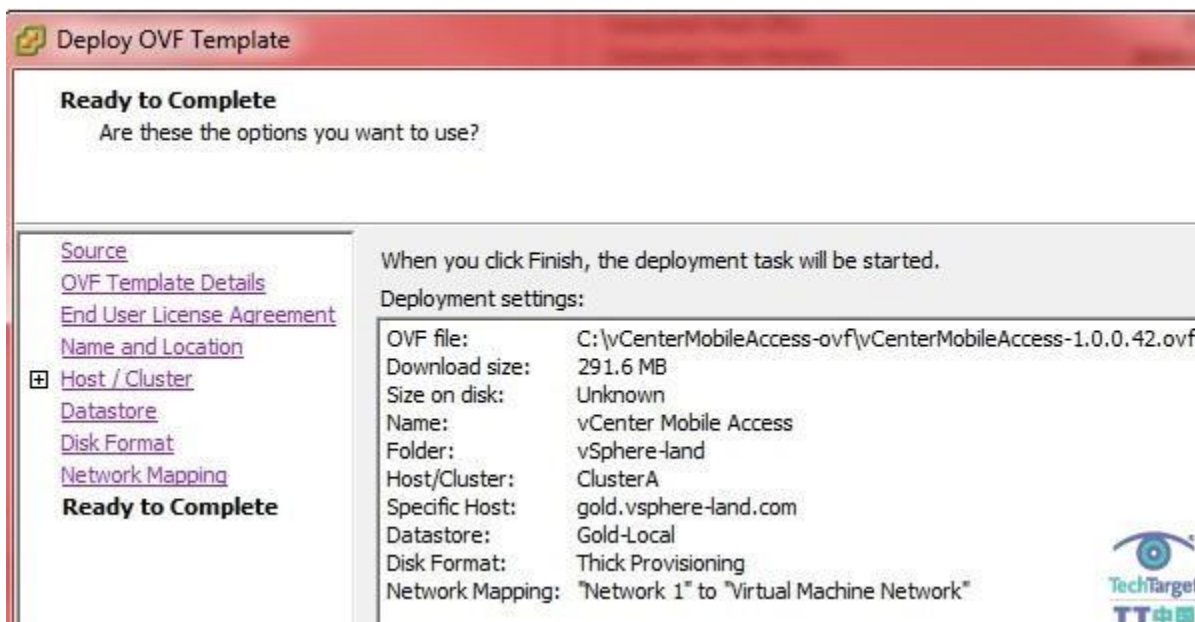 Deploy OVF Template
Ready to Complete
Are these the options you want to use?
Source
OVF Template Details
End User License Agreement
Name and Location
Host / Cluster
Datastore
Disk Format
Network Mapping
Ready to Complete
When you click Finish, the deployment task will be started.
Deployment settings:
OVF file: C:\vCenterMobileAccess-ovf\vCenterMobileAccess-1.0.0.42.ovf
Download size: 291.6 MB
Size on disk: Unknown
Name: vCenter Mobile Access
Folder: vSphere-land
Host/Cluster: ClusterA
Specific Host: gold.vsphere-land.com
Datastore: Gold-Local
Disk Format: Thick Provisioning
Network Mapping: "Network 1" to "Virtual Machine Network"
TechTarget
TT中国